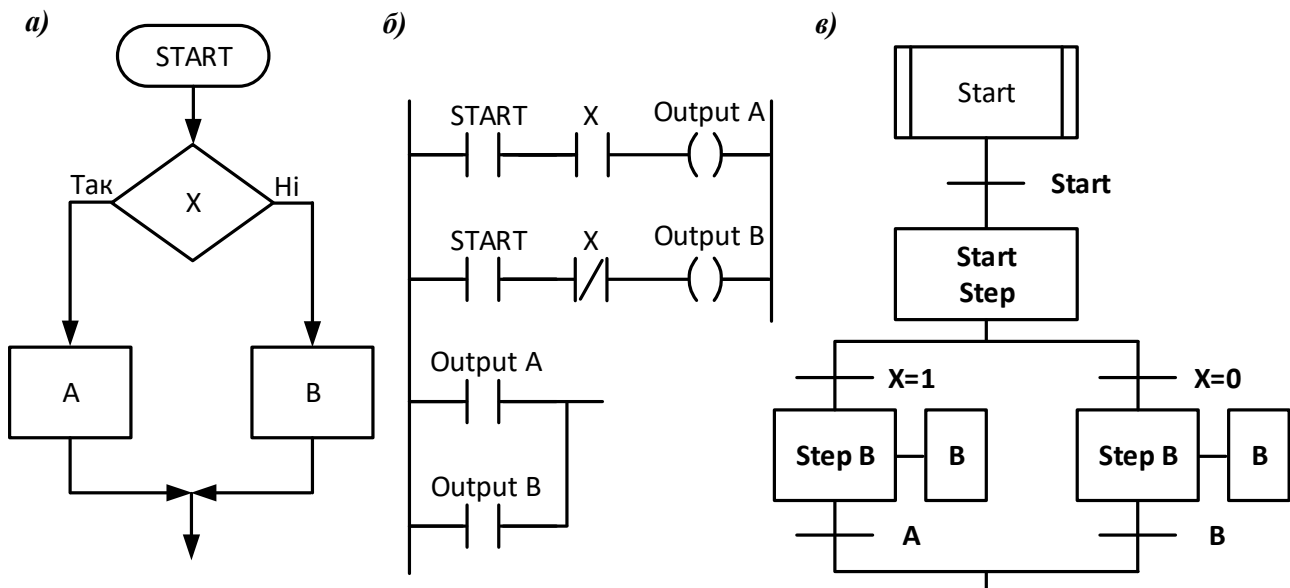 а)
START
X
Так
Ні
A
B
б)
START
X
Output A
START
X
Output B
Output A
Output B
в)
Start
Start
Start
Step
X=1
X=0
Step B
B
Step B
B
A
B